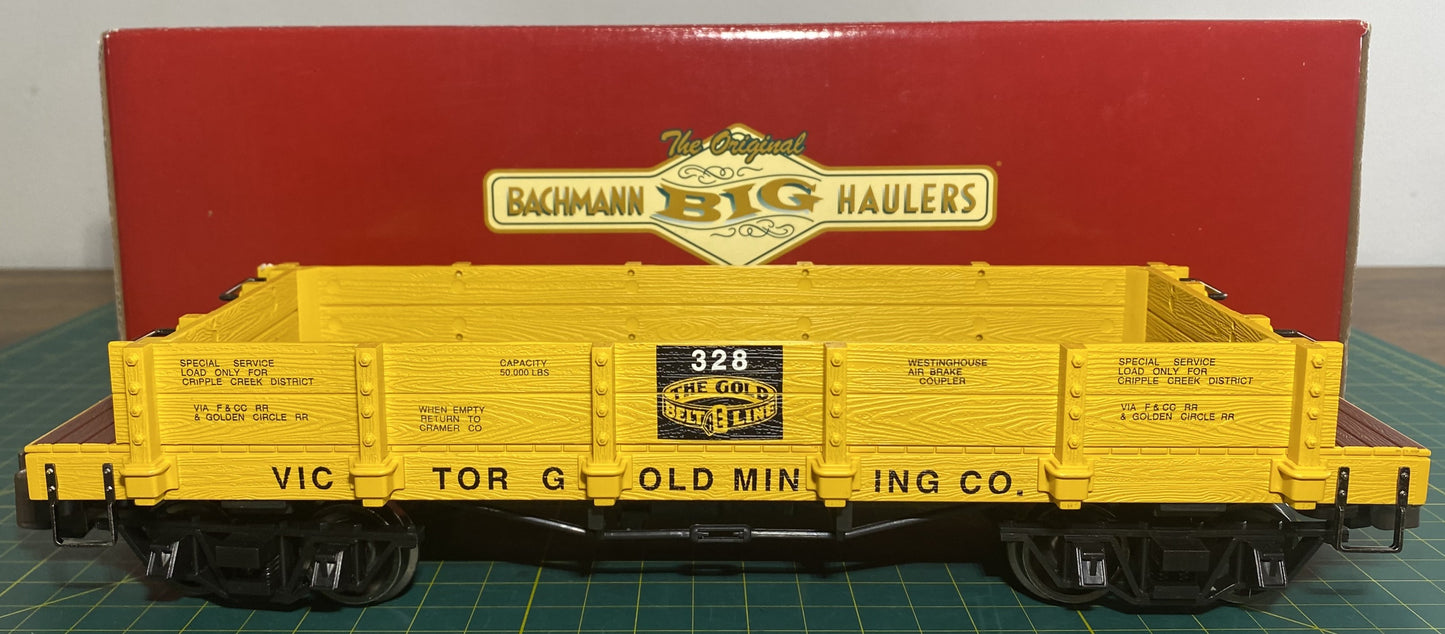 The Original
BACHMANN BIG HAULERS
SPECIAL SERVICE
LOAD ONLY FOR
CRIPPLE CREEK DISTRICT
VIA F & CC RR
& GOLDEN CIRCLE RR
CAPACITY
50,000 LBS
WHEN EMPTY
RETURN TO
CRAMER CO
328
THE GOLD
BELT LINE
WESTINGHOUSE
AIR BRAKE
COUPLER
SPECIAL SERVICE
LOAD ONLY FOR
CRIPPLE CREEK DISTRICT
VIA F & CC RR
& GOLDEN CIRCLE RR
VIC TOR G OLD MIN ING CO.